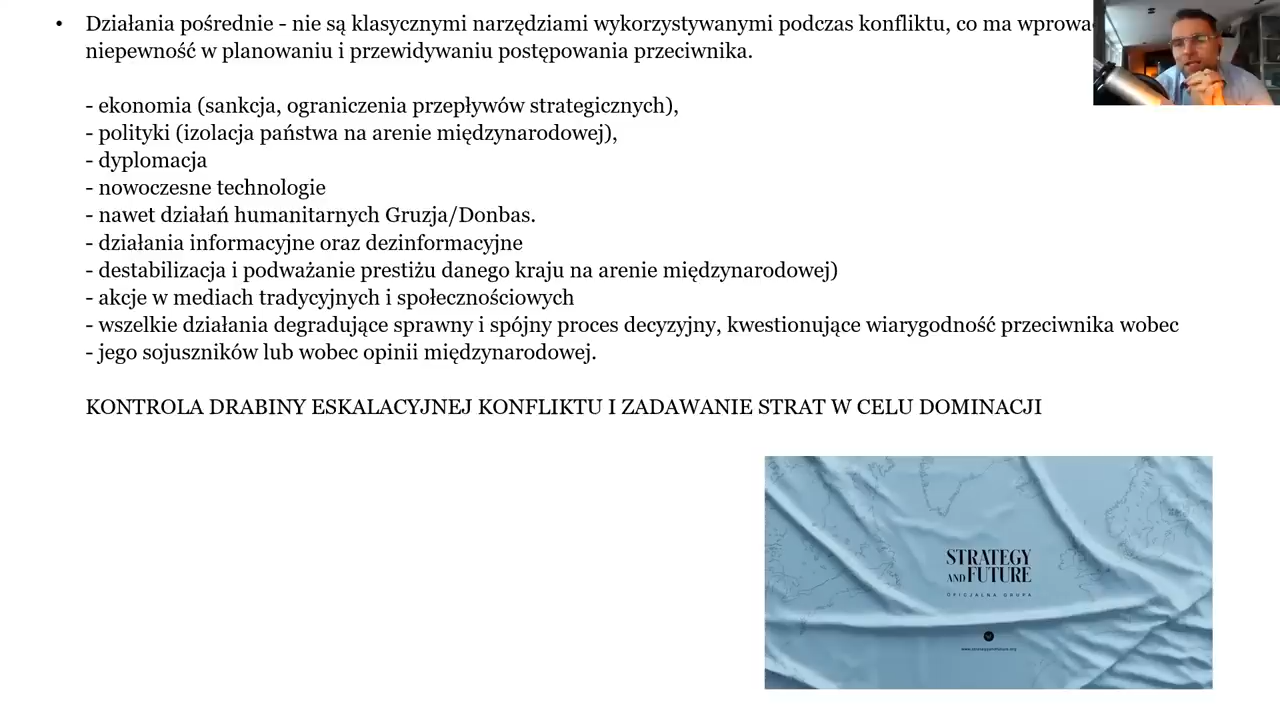 • Działania pośrednie - nie są klasycznymi narzędziami wykorzystywanymi podczas konfliktu, co ma
niepewność w planowaniu i przewidywaniu postępowania przeciwnika.
- ekonomia (sankcja, ograniczenia przepływów strategicznych),
- polityki (izolacja państwa na arenie międzynarodowej),
- dyplomacja
- nowoczesne technologie
- nawet działań humanitarnych Gruzja/Donbas.
- działania informacyjne oraz dezinformacyjne
- destabilizacja i podważanie prestiżu danego kraju na arenie międzynarodowej)
- akcje w mediach tradycyjnych i społecznościowych
- wszelkie działania degradujące sprawny i spójny proces decyzyjny, kwestionujące wiarygodność przeciwnika wobec
- jego sojuszników lub wobec opinii międzynarodowej.
KONTROLA DRABINY ESKALACYJNEJ KONFLIKTU I ZADAWANIE STRAT W CELU DOMINACJI
STRATEGY
AND FUTURE
OFICJALNA GRUPA
www.strategyandfuture.org